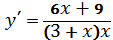 y′ = (6x + 9) / ((3 + x)x)